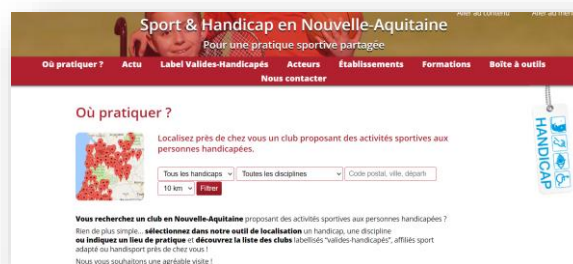 Aller au contenu Aller au menu
Sport & Handicap en Nouvelle-Aquitaine
Pour une pratique sportive partagée
Où pratiquer ? Actu Label Valides-Handicapés Acteurs Établissements Formations Boîte à outils
Nous contacter
Où pratiquer ?
Localisez près de chez vous un club proposant des activités sportives aux
personnes handicapées.
Tous les handicaps Toutes les disciplines Code postal, ville, départ
10 km Filtrer
HANDICAP
Vous recherchez un club en Nouvelle-Aquitaine proposant des activités sportives aux personnes handicapées ?
Rien de plus simple... sélectionnez dans notre outil de localisation un handicap, une discipline
ou indiquez un lieu de pratique et découvrez la liste des clubs labellisés "valides-handicapés", affiliés sport
adapté ou handisport près de chez vous !
Nous vous souhaitons une agréable visite !